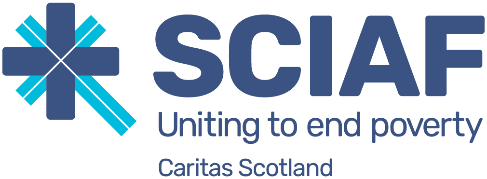 SCIAF
Uniting to end poverty
Caritas Scotland